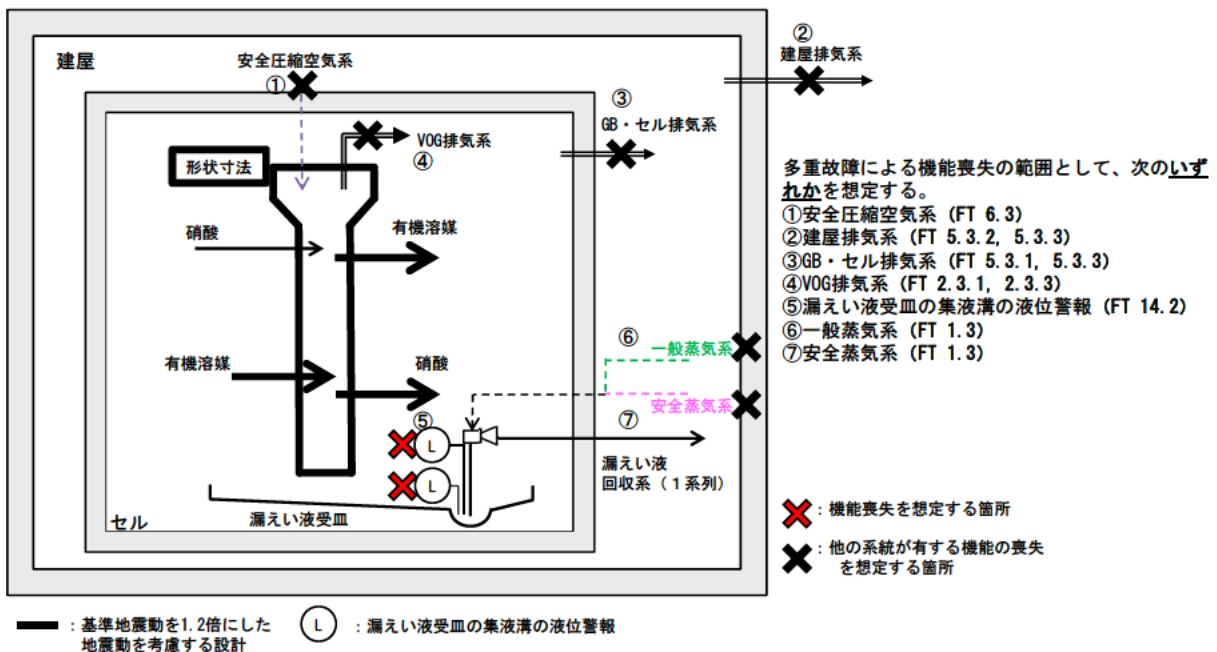 ②
建屋排気系
建屋
安全圧縮空気系
①
③
GB・セル排気系
VOG排気系
④
形状寸法
硝酸
有機溶媒
有機溶媒
硝酸
⑥
一般蒸気系
安全蒸気系
⑤
L
L
⑦
漏えい液
回収系(1系列)
漏えい液受皿
セル
多重故障による機能喪失の範囲として、次のいず
れかを想定する。
①安全圧縮空気系 (FT 6.3)
②建屋排気系 (FT 5.3.2, 5.3.3)
③GB・セル排気系 (FT 5.3.1, 5.3.3)
④VOG排気系 (FT 2.3.1, 2.3.3)
⑤漏えい液受皿の集液溝の液位警報 (FT 14.2)
⑥一般蒸気系 (FT 1.3)
⑦安全蒸気系 (FT 1.3)
:機能喪失を想定する箇所
:他の系統が有する機能の喪失
を想定する箇所
:基準地震動を1.2倍にした
地震動を考慮する設計
L
:漏えい液受皿の集液溝の液位警報